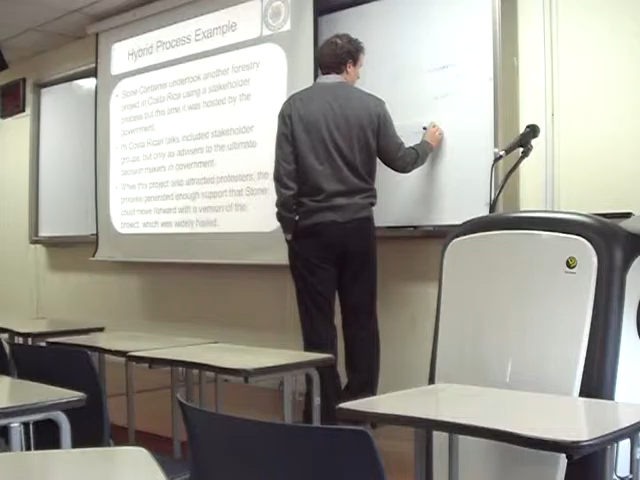 Hybrid Process Example
• Stone Container undertook another forestry
project in Costa Rica using a stakeholder
process but this time it was hosted by the
government.
• Costa Rican talks included stakeholder
groups, but only as advisers to the ultimate
decision makers in government.
• While this project also attracted protesters, the
process generated enough support that Stone
could move forward with a version of the
project, which was widely hailed.